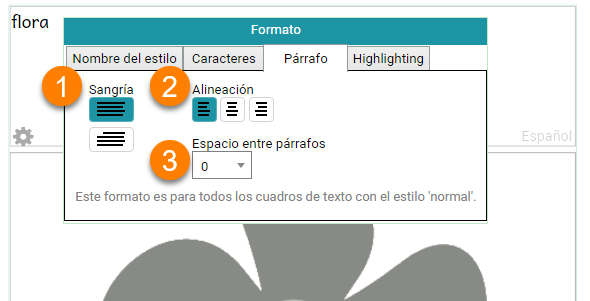 flora
Formato
Nombre del estilo Caracteres Párrafo Highlighting
1 Sangría 2 Alineación
3 Espacio entre párrafos
0
Español
Este formato es para todos los cuadros de texto con el estilo 'normal'.